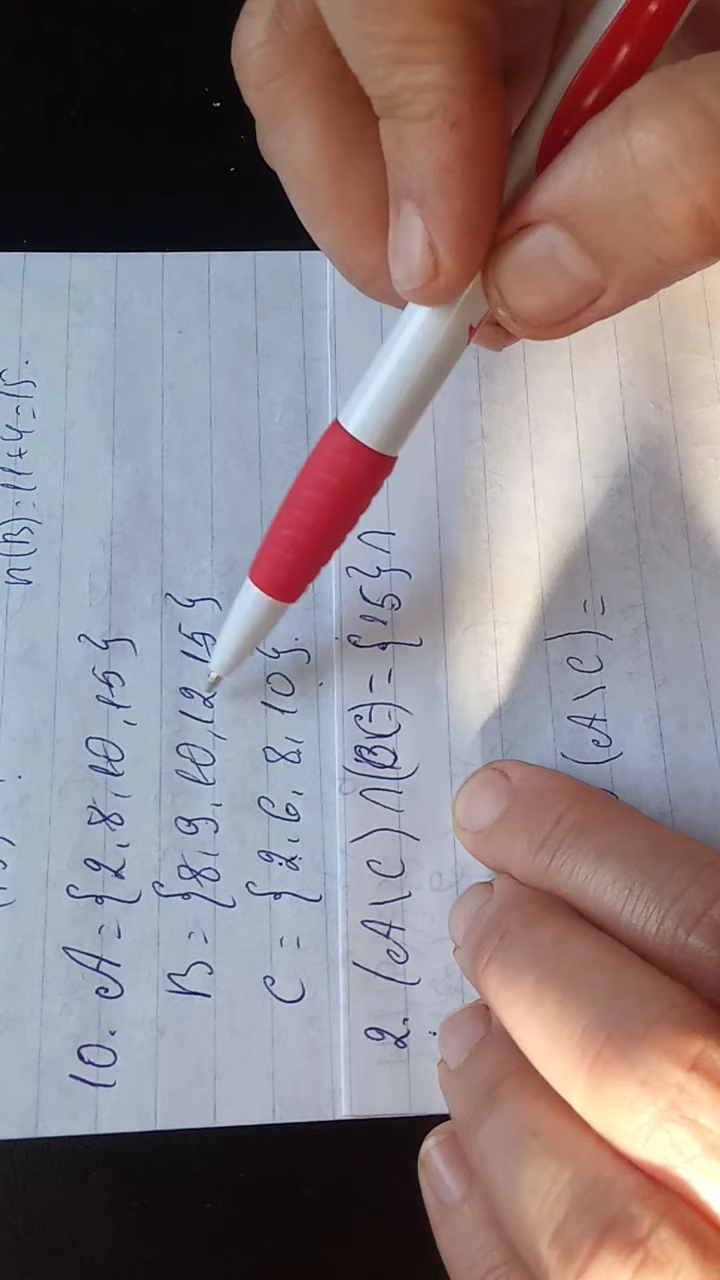 n(B)=11+4=15.
10. A={2,8,10,15}
B={8,9,10,12,15}
C={2,6,8,10}.
2. (A\C)∩(B\C)={15}∩
(A\C)=